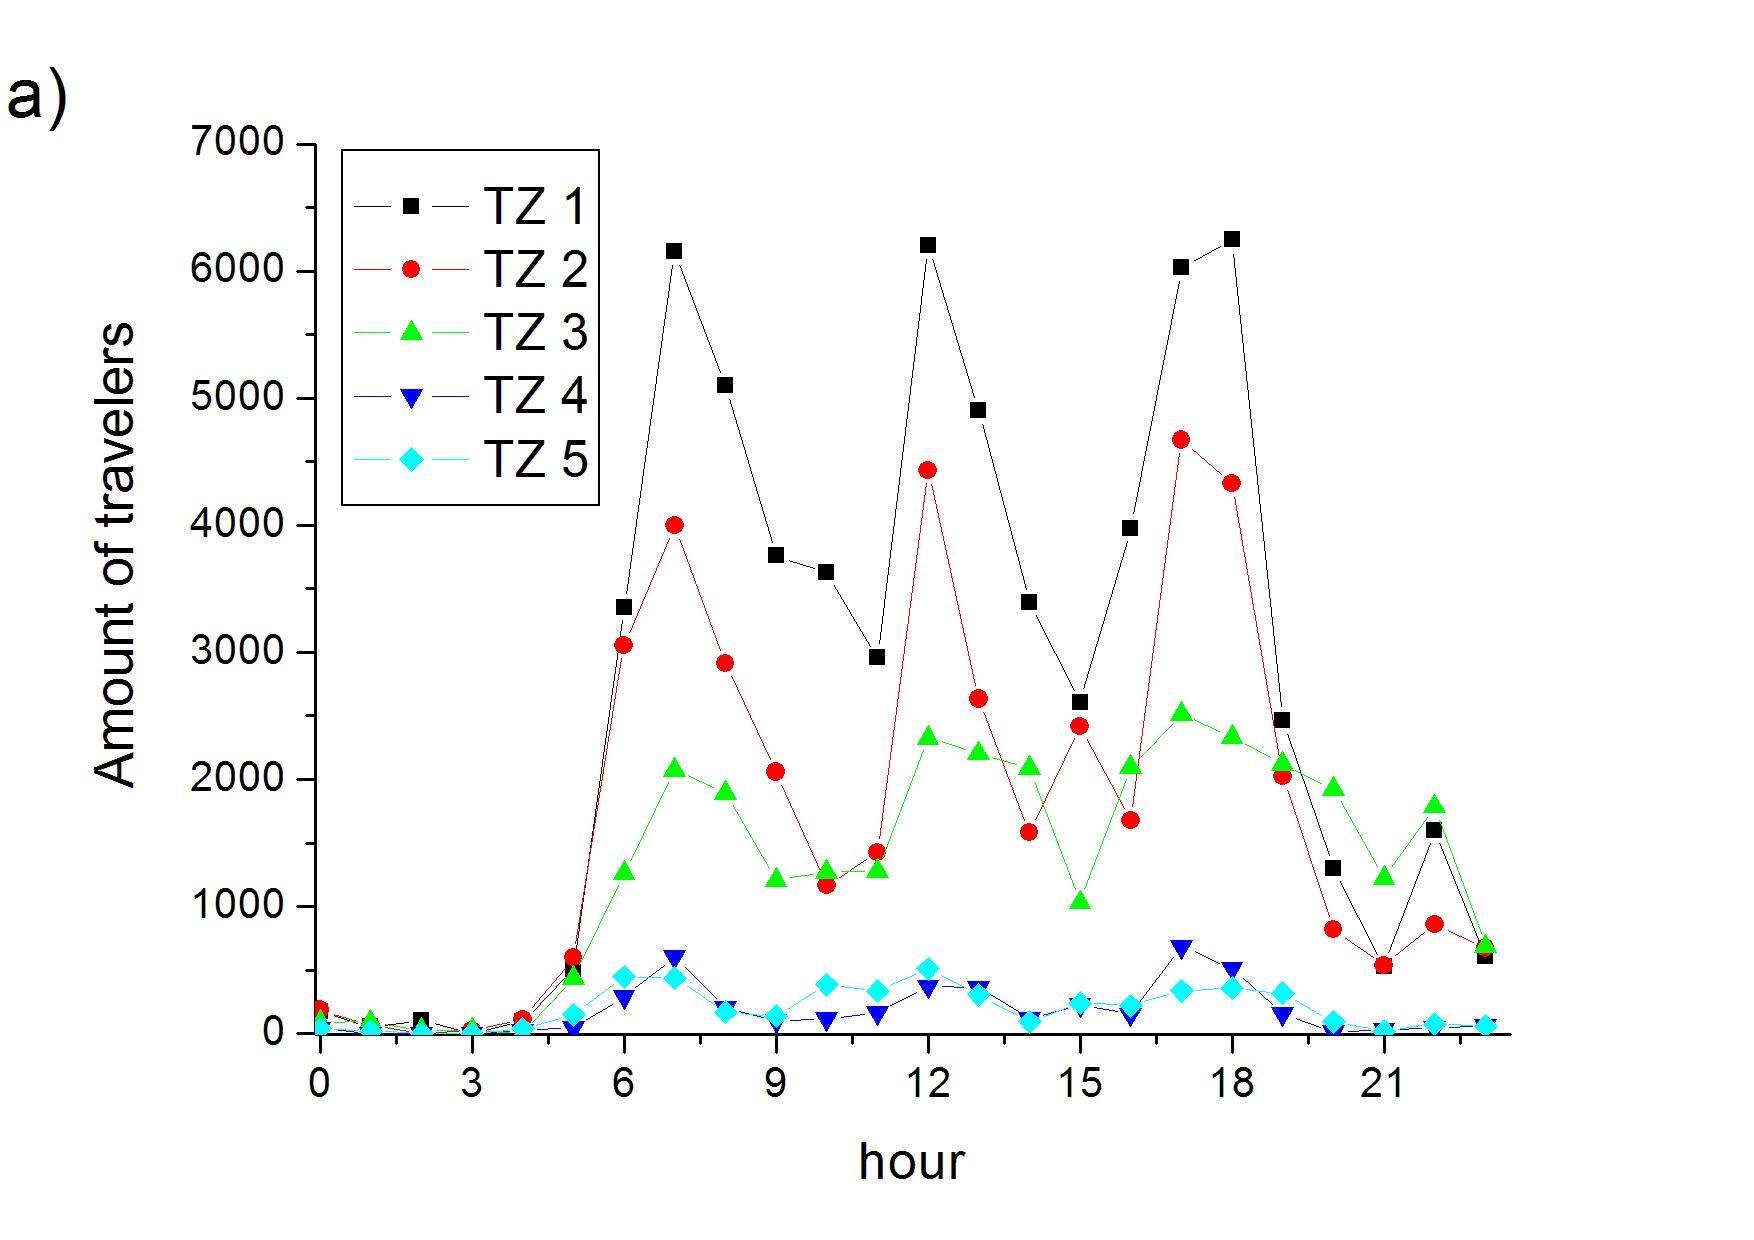 a)
7000
6000
5000
4000
3000
2000
1000
0
Amount of travelers
TZ 1
TZ 2
TZ 3
TZ 4
TZ 5
0 3 6 9 12 15 18 21
hour